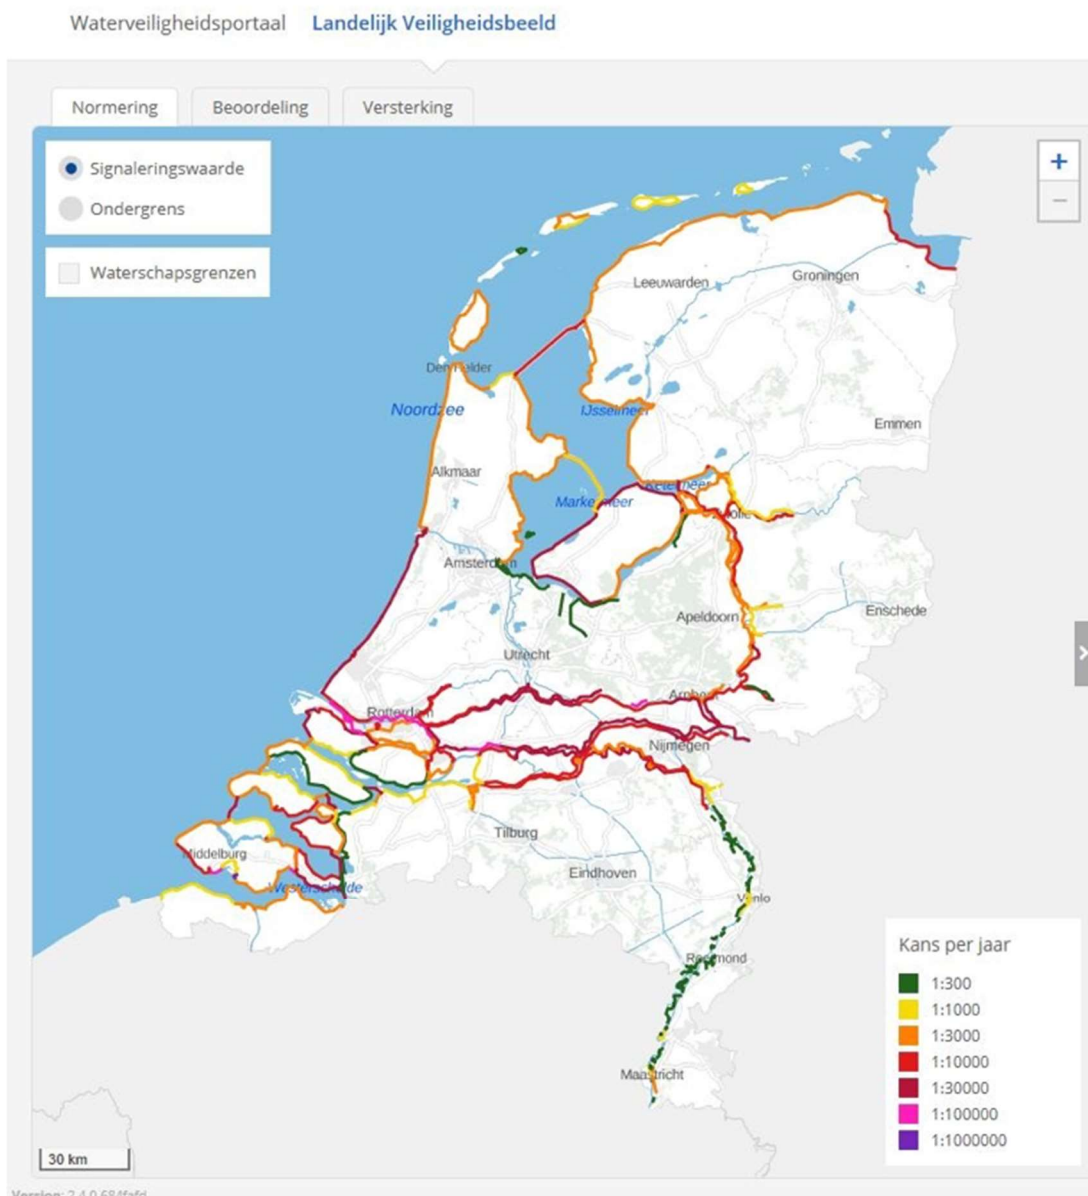 Waterveiligheidsportaal Landelijk Veiligheidsbeeld
Normering Beoordeling Versterking
Signaleringswaarde
Ondergrens
Waterschapsgrenzen
+
−
Leeuwarden
Groningen
Den Helder
Noordzee
IJsselmeer
Emmen
Alkmaar
Ketelmeer
Markermeer
Amsterdam
Apeldoorn
Enschede
Utrecht
Arnhem
Rotterdam
Nijmegen
Tilburg
Middelburg
Eindhoven
Westerschelde
Venlo
Roermond
Maastricht
Kans per jaar
1:300
1:1000
1:3000
1:10000
1:30000
1:100000
1:1000000
30 km